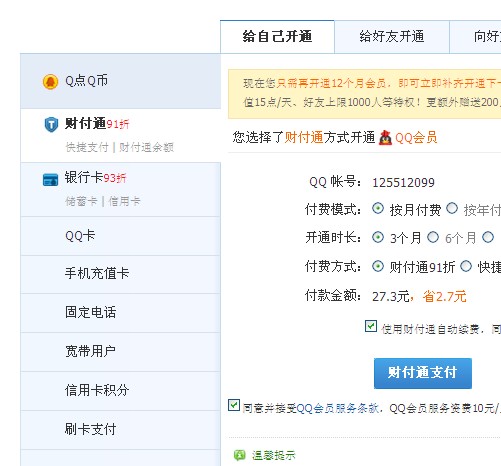 给自己开通
给好友开通
向好
Q点Q币
财付通91折
快捷支付 | 财付通余额
银行卡93折
储蓄卡 | 信用卡
QQ卡
手机充值卡
固定电话
宽带用户
信用卡积分
刷卡支付
现在您只需再开通12个月会员，即可立即补齐开通下
值15点/天、好友上限1000人等特权！更额外赠送200
您选择了财付通方式开通 QQ会员
QQ 帐号： 125512099
付费模式： 按月付费 按年付
开通时长： 3个月 6个月
付费方式： 财付通91折 快捷
付款金额： 27.3元，省2.7元
使用财付通自动续费，同
财付通支付
同意并接受QQ会员服务条款，QQ会员服务资费10元/
温馨提示